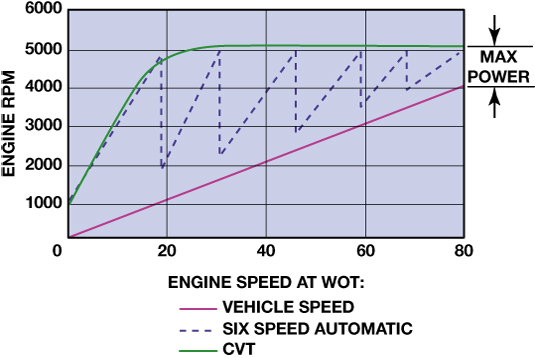 6000
5000
4000
3000
2000
1000
0
20
40
60
80
ENGINE RPM
MAX
POWER
ENGINE SPEED AT WOT:
VEHICLE SPEED
SIX SPEED AUTOMATIC
CVT